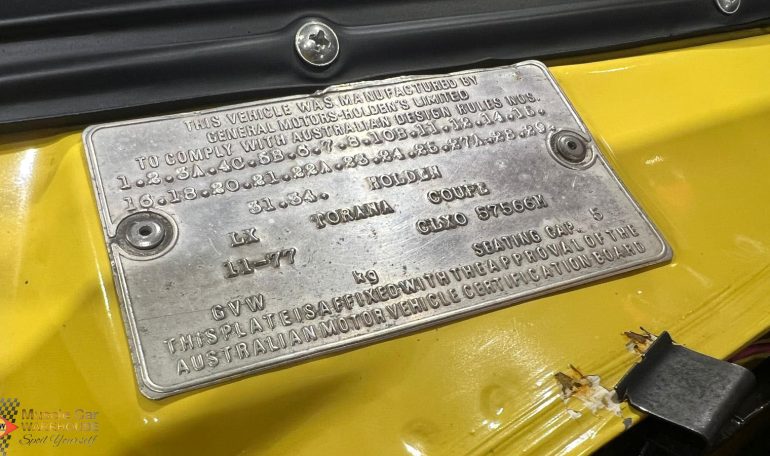 THIS VEHICLE WAS MANUFACTURED BY
GENERAL MOTORS-HOLDEN'S LIMITED
TO COMPLY WITH AUSTRALIAN DESIGN RULES NOS.
1.2.3A.4C.5B.6.7.8.10B.11.12.14.15.
16.18.20.21.22A.23.24.25.27A.28.29.
31.34. HOLDEN
LX TORANA COUPE
11-77 CLXO 57566M
SEATING CAP. 5
GVW kg
THIS PLATE IS AFFIXED WITH THE APPROVAL OF THE
AUSTRALIAN MOTOR VEHICLE CERTIFICATION BOARD
Muscle Car
WAREHOUSE
Spoil Yourself